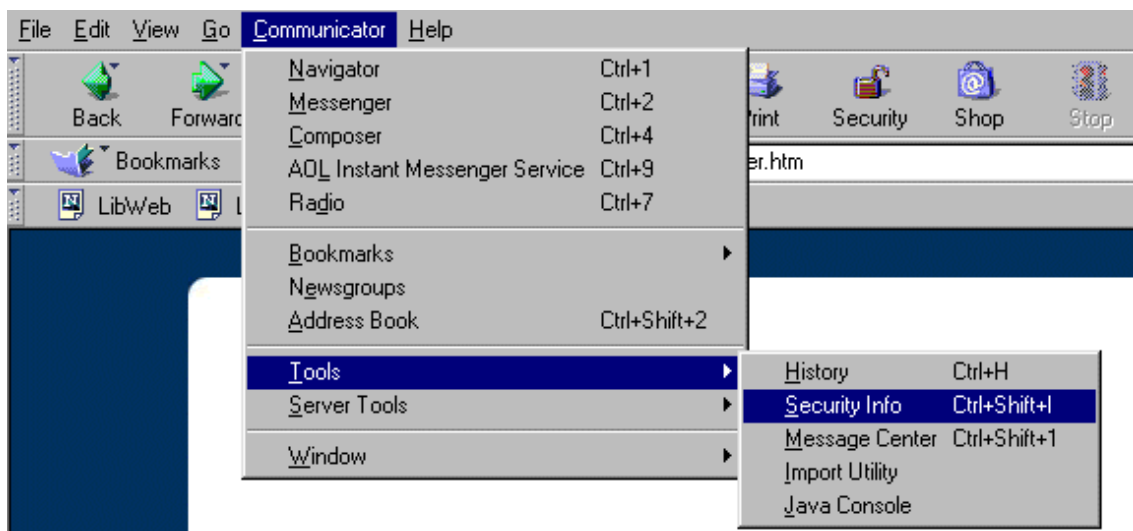 File Edit View Go Communicator Help
Navigator Ctrl+1
Messenger Ctrl+2
Composer Ctrl+4
AOL Instant Messenger Service Ctrl+9
Radio Ctrl+7
Bookmarks
Newsgroups
Address Book Ctrl+Shift+2
Tools
Server Tools
Window
Back Forward Print Security Shop Stop
Bookmarks er.htm
LibWeb
History Ctrl+H
Security Info Ctrl+Shift+I
Message Center Ctrl+Shift+1
Import Utility
Java Console